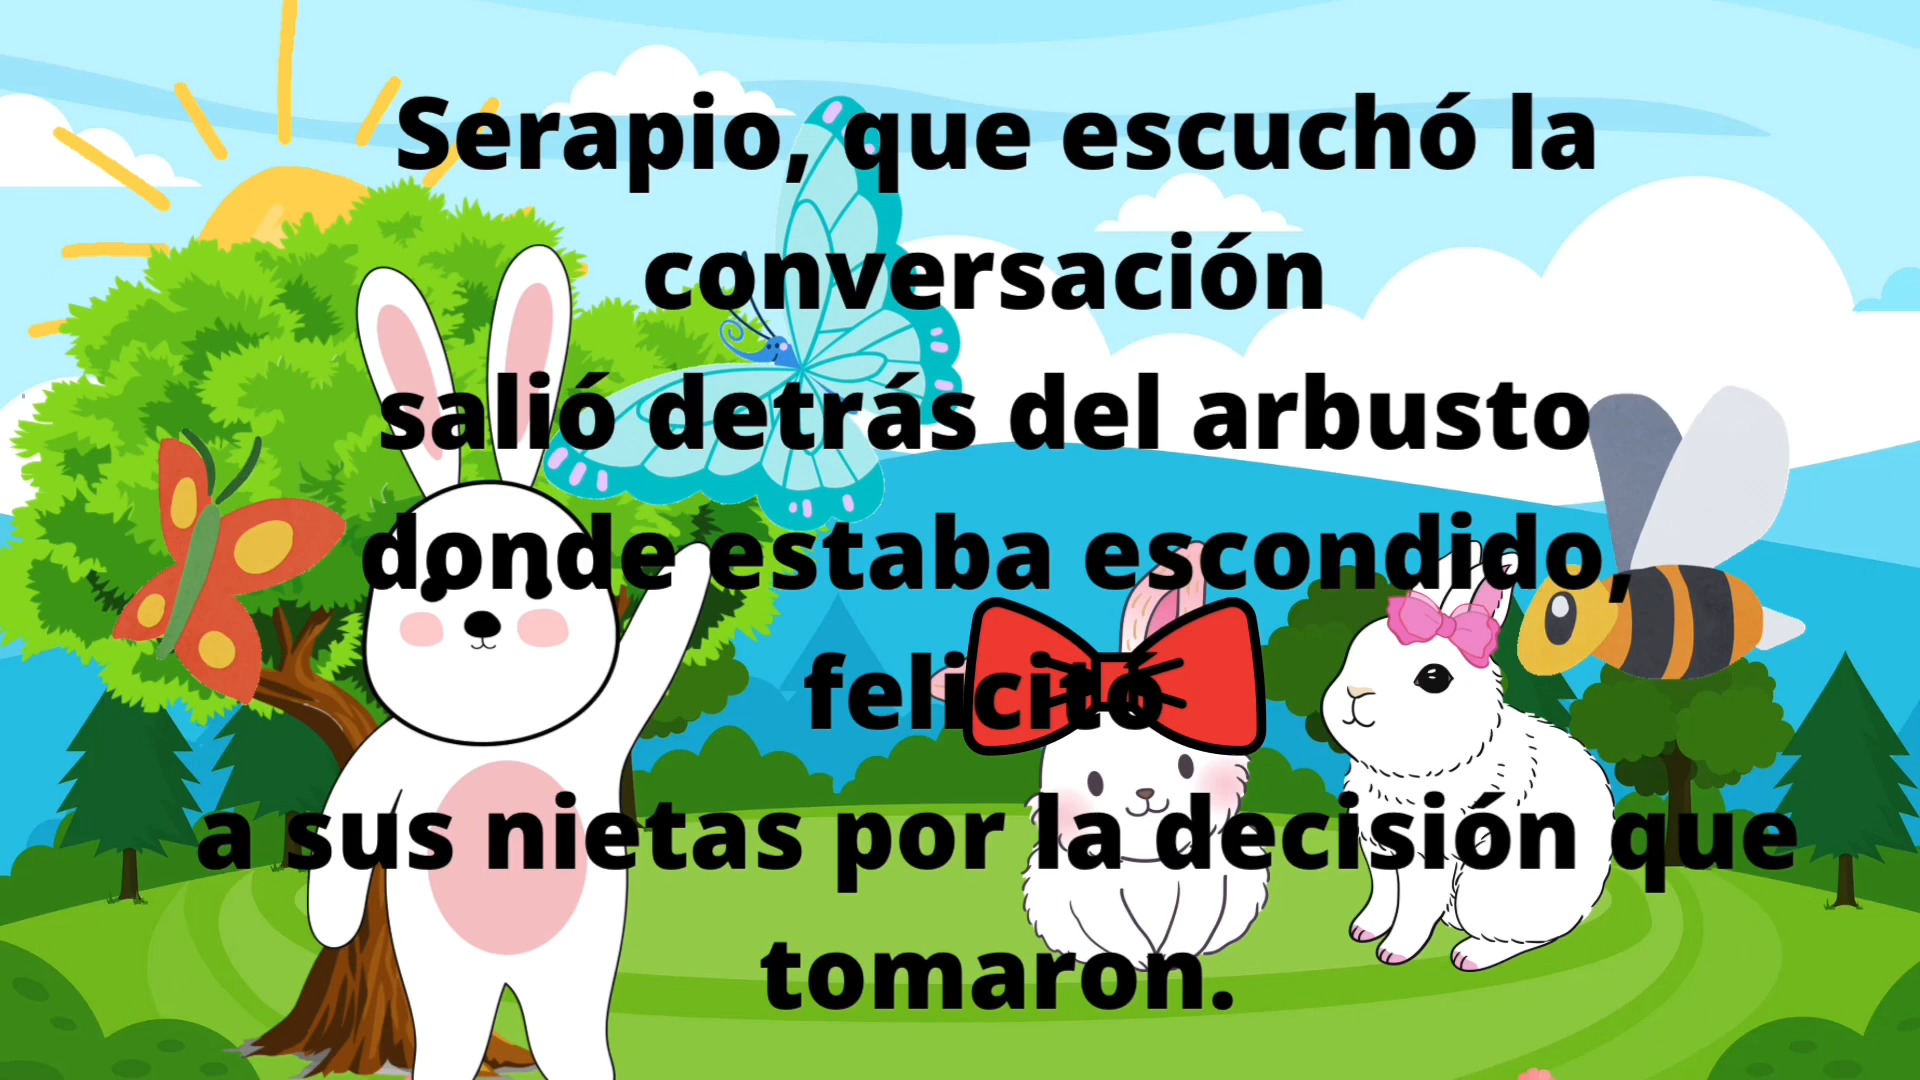 Serapio, que escuchó la
conversación
salió detrás del arbusto
donde estaba escondido,
felicitó
a sus nietas por la decisión que
tomaron.